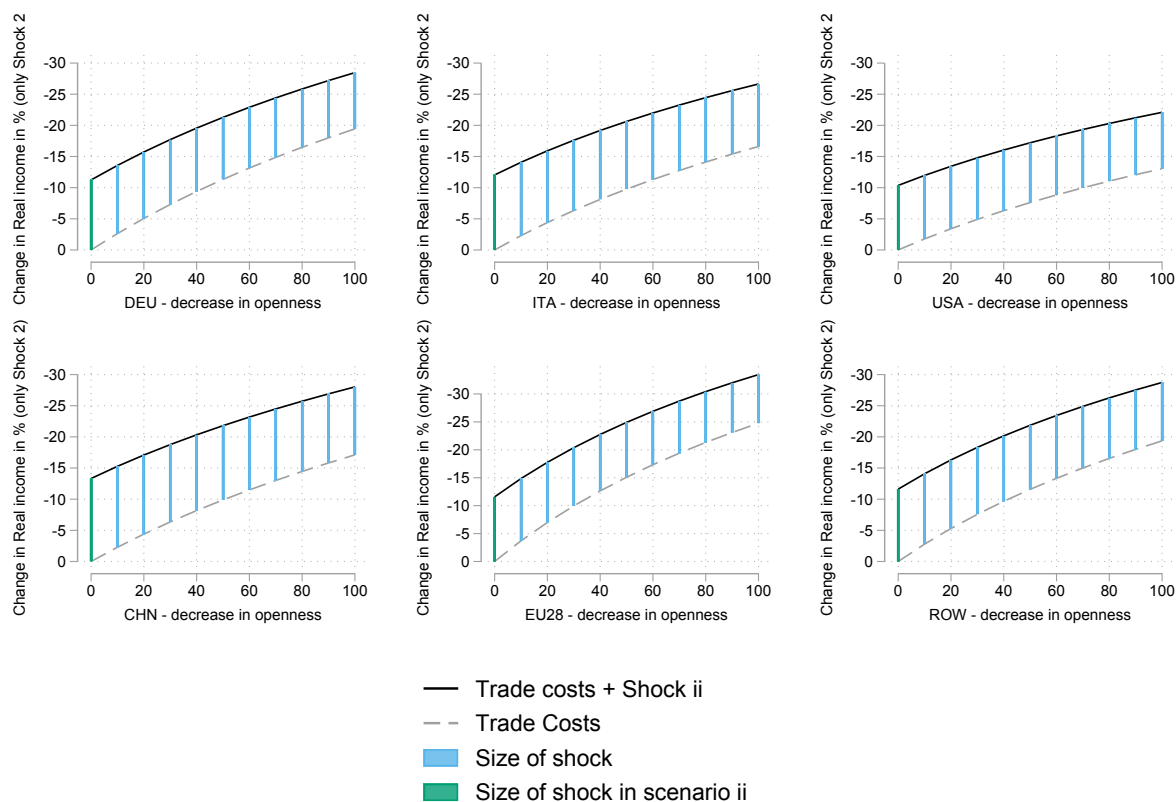 Change in Real income in % (only Shock 2
-30
-25
-20
-15
-10
-5
0
0 20 40 60 80 100
DEU - decrease in openness
Change in Real income in % (only Shock 2
-30
-25
-20
-15
-10
-5
0
0 20 40 60 80 100
ITA - decrease in openness
Change in Real income in % (only Shock 2
-30
-25
-20
-15
-10
-5
0
0 20 40 60 80 100
USA - decrease in openness
Change in Real income in % (only Shock 2)
-30
-25
-20
-15
-10
-5
0
0 20 40 60 80 100
CHN - decrease in openness
Change in Real income in % (only Shock 2)
-30
-25
-20
-15
-10
-5
0
0 20 40 60 80 100
EU28 - decrease in openness
Change in Real income in % (only Shock 2)
-30
-25
-20
-15
-10
-5
0
0 20 40 60 80 100
ROW - decrease in openness
Trade costs + Shock ii
Trade Costs
Size of shock
Size of shock in scenario ii